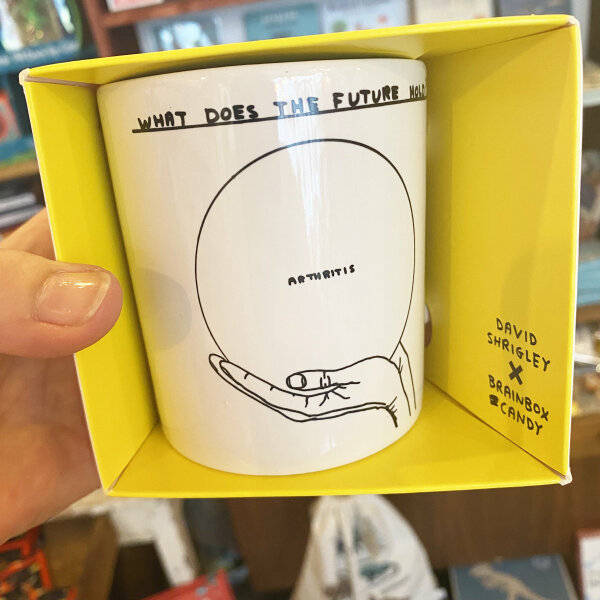 WHAT DOES THE FUTURE HOLD
ARTHRITIS
DAVID
SHRIGLEY
X
BRAINBOX
CANDY